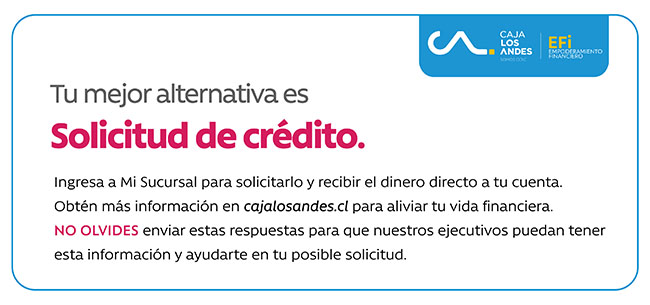 CAJA
LOS
ANDES
SOMOS CChC
EFi
EMPODERAMIENTO
FINANCIERO
Tu mejor alternativa es
Solicitud de crédito.
Ingresa a Mi Sucursal para solicitarlo y recibir el dinero directo a tu cuenta.
Obtén más información en cajalosandes.cl para aliviar tu vida financiera.
NO OLVIDES enviar estas respuestas para que nuestros ejecutivos puedan tener
esta información y ayudarte en tu posible solicitud.